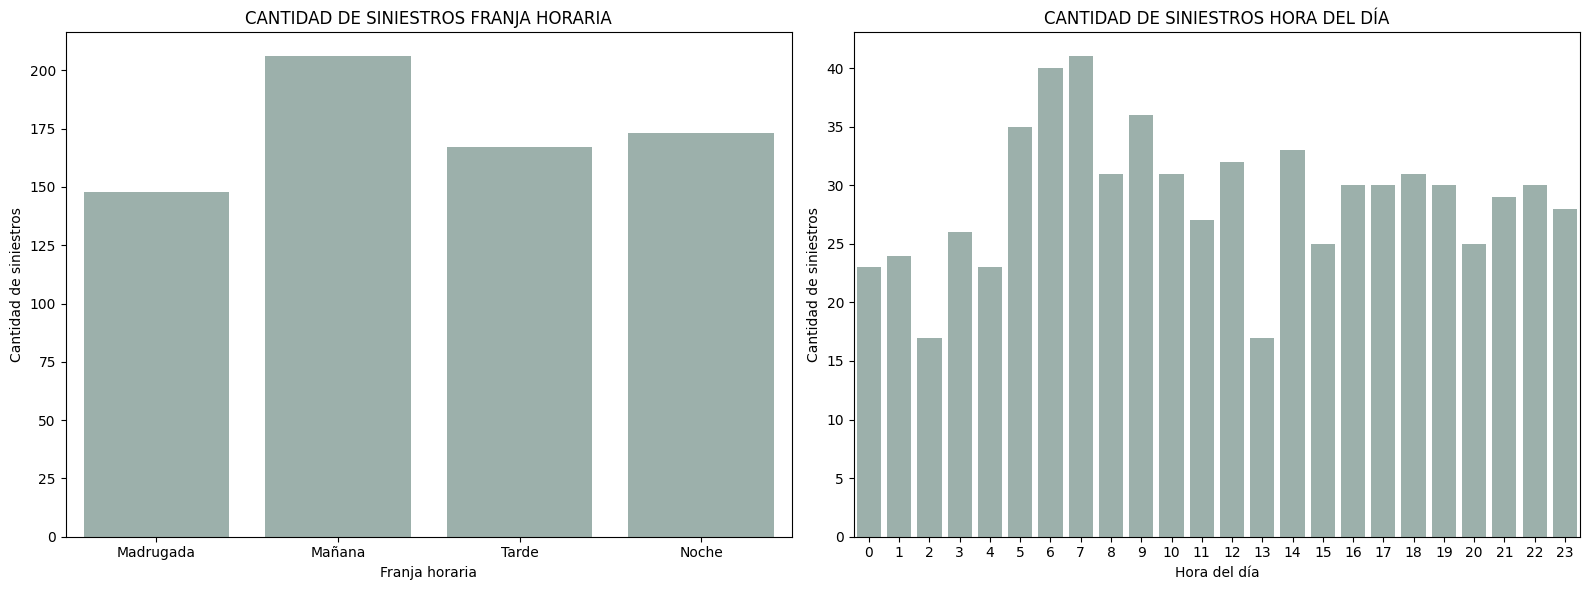 CANTIDAD DE SINIESTROS FRANJA HORARIA
Cantidad de siniestros
200
175
150
125
100
75
50
25
0
Madrugada Mañana Tarde Noche
Franja horaria
CANTIDAD DE SINIESTROS HORA DEL DÍA
Cantidad de siniestros
40
35
30
25
20
15
10
5
0
0 1 2 3 4 5 6 7 8 9 10 11 12 13 14 15 16 17 18 19 20 21 22 23
Hora del día